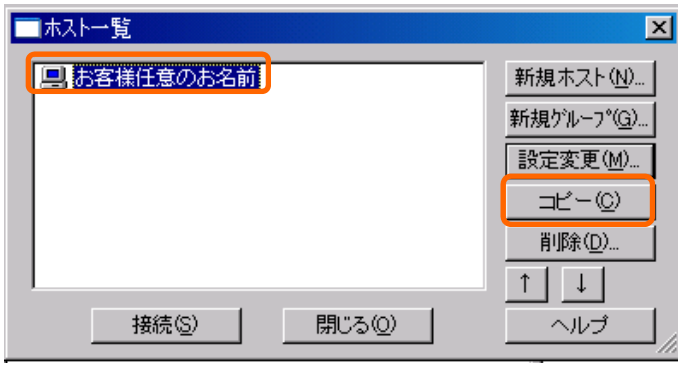 ホスト一覧
お客様任意のお名前
新規ホスト(N)...
新規ｸﾞﾙｰﾌﾟ(G)...
設定変更(M)...
コピー(C)
削除(D)...
↑ ↓
接続(S) 閉じる(O) ヘルプ